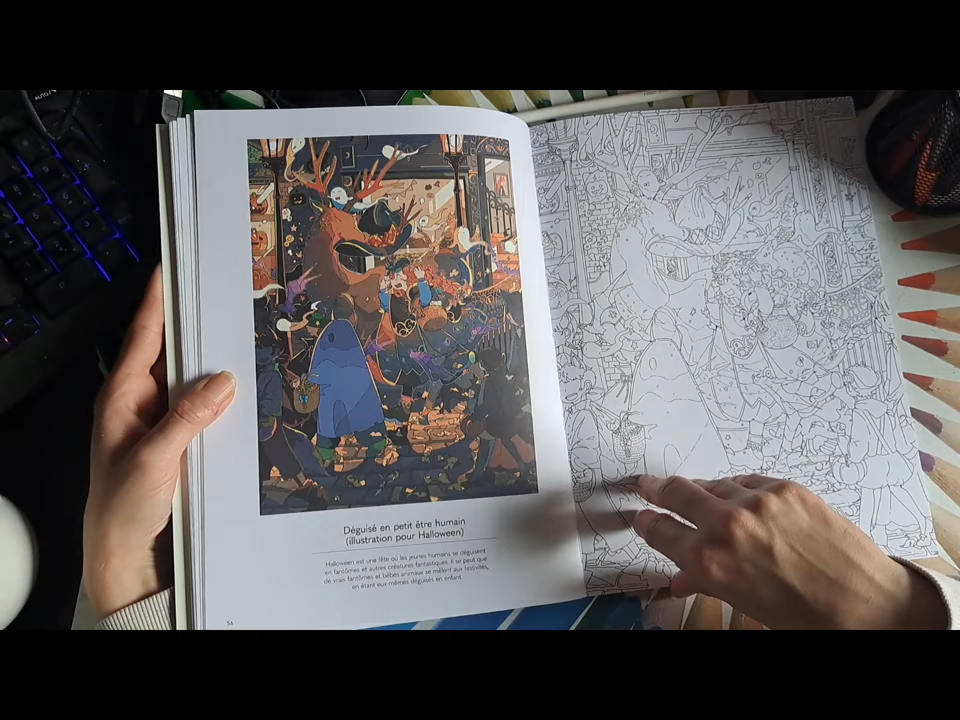 Déguisé en petit être humain
(illustration pour Halloween)
Halloween est une fête où les jeunes humains se déguisent
en fantômes et autres créatures fantastiques. Il se peut que
de vrais fantômes et bébés animaux se mêlent aux festivités,
en étant eux-mêmes déguisés en enfant.
54